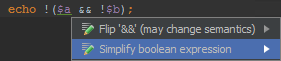 echo !($a && !$b);
Flip '&&' (may change semantics)
Simplify boolean expression